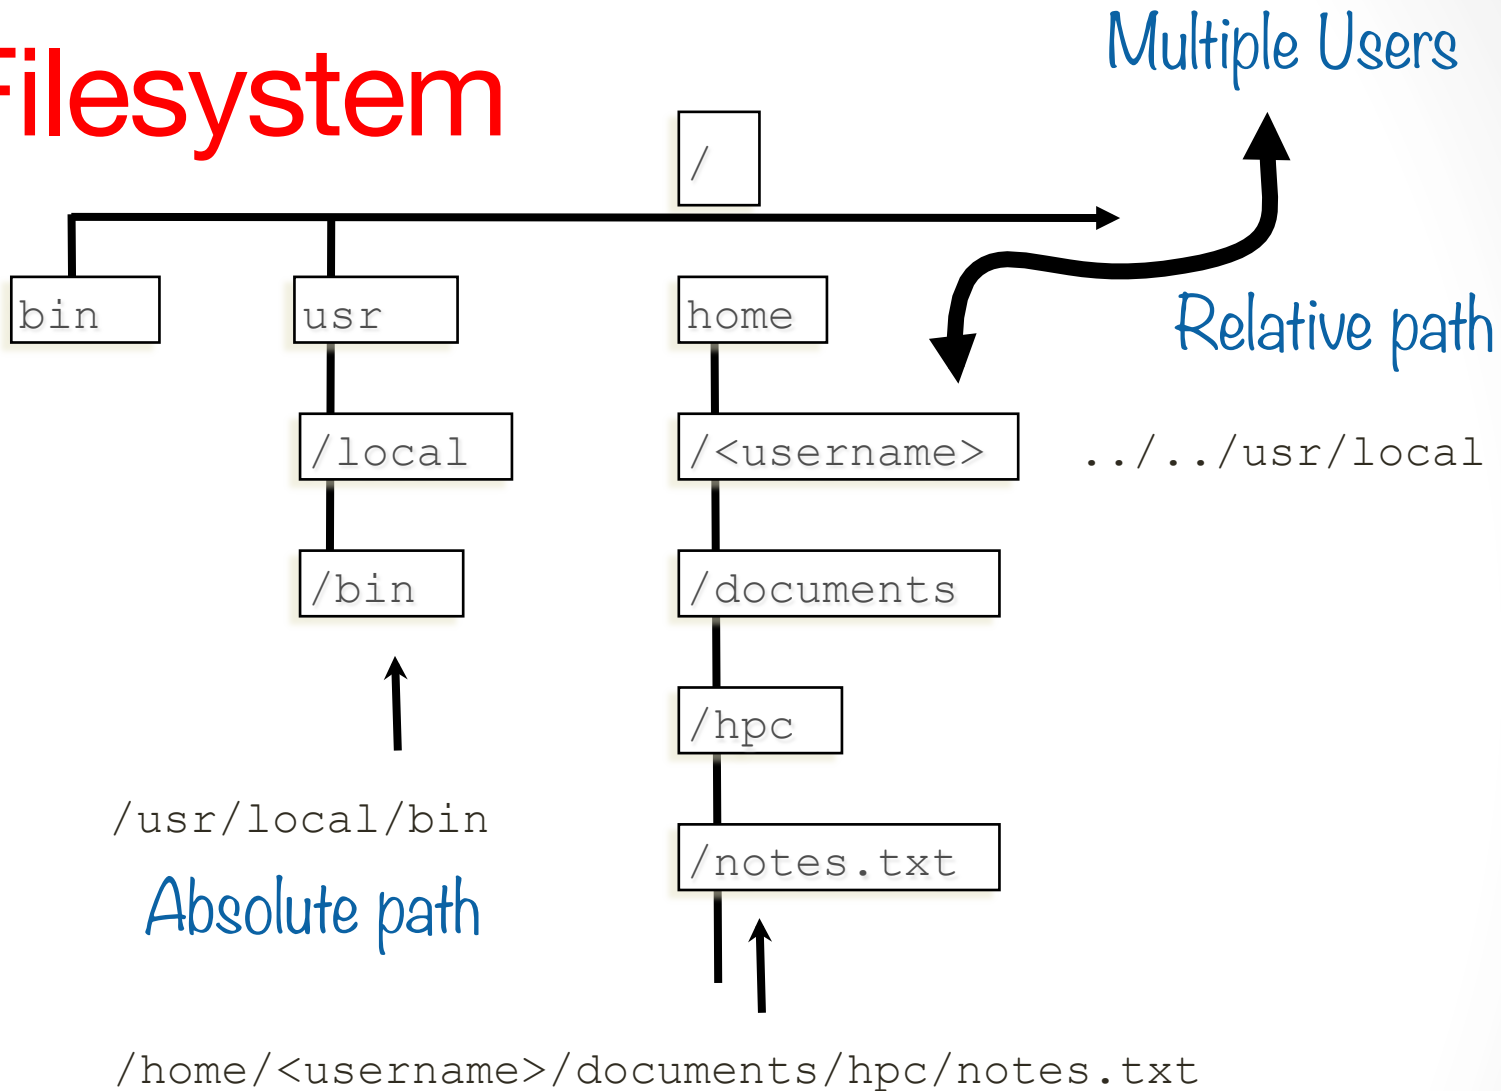 Filesystem
Multiple Users
/
bin
usr
home
Relative path
/local
/<username>
../../usr/local
/bin
/documents
/hpc
/usr/local/bin
/notes.txt
Absolute path
/home/<username>/documents/hpc/notes.txt